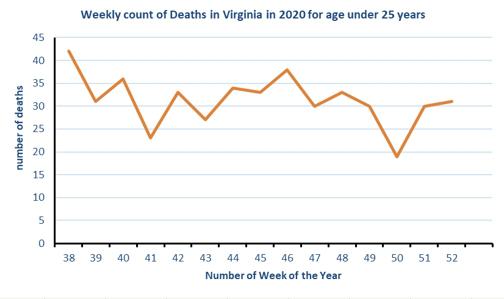 Weekly count of Deaths in Virginia in 2020 for age under 25 years
45
40
35
30
25
20
15
10
5
0
number of deaths
38 39 40 41 42 43 44 45 46 47 48 49 50 51 52
Number of Week of the Year